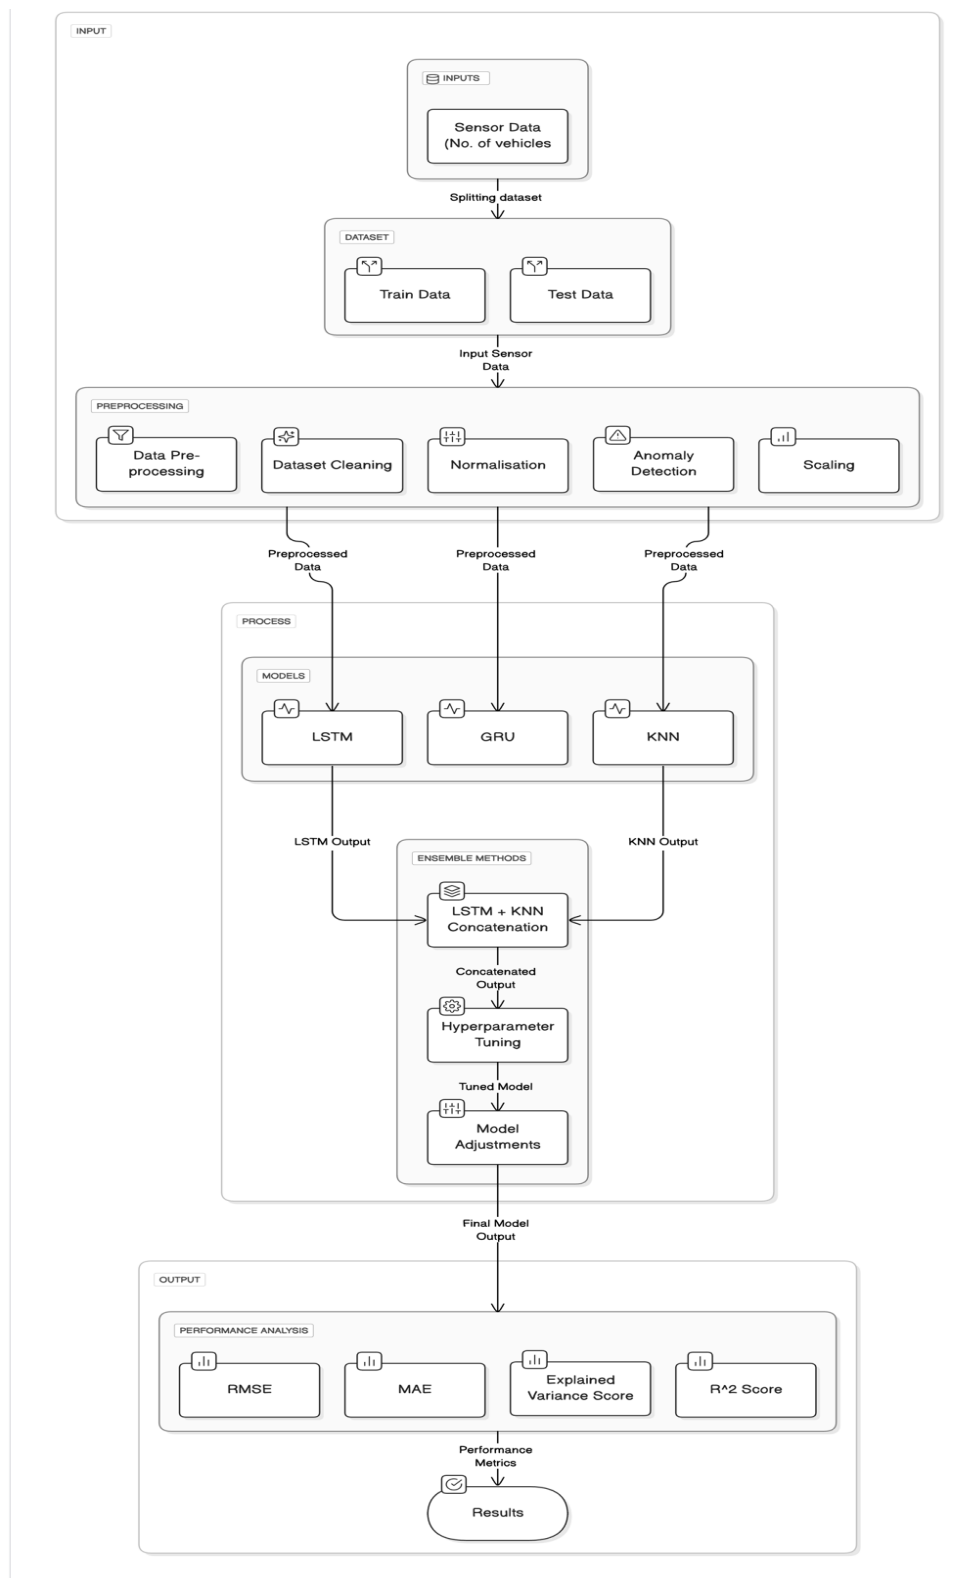 INPUT
INPUTS
Sensor Data
(No. of vehicles
Splitting dataset
DATASET
Train Data
Test Data
Input Sensor
Data
PREPROCESSING
Data Pre-
processing
Dataset Cleaning
Normalisation
Anomaly
Detection
Scaling
Preprocessed
Data
Preprocessed
Data
Preprocessed
Data
PROCESS
MODELS
LSTM
GRU
KNN
LSTM Output
KNN Output
ENSEMBLE METHODS
LSTM + KNN
Concatenation
Concatenated
Output
Hyperparameter
Tuning
Tuned Model
Model
Adjustments
Final Model
Output
OUTPUT
PERFORMANCE ANALYSIS
RMSE
MAE
Explained
Variance Score
R^2 Score
Performance
Metrics
Results